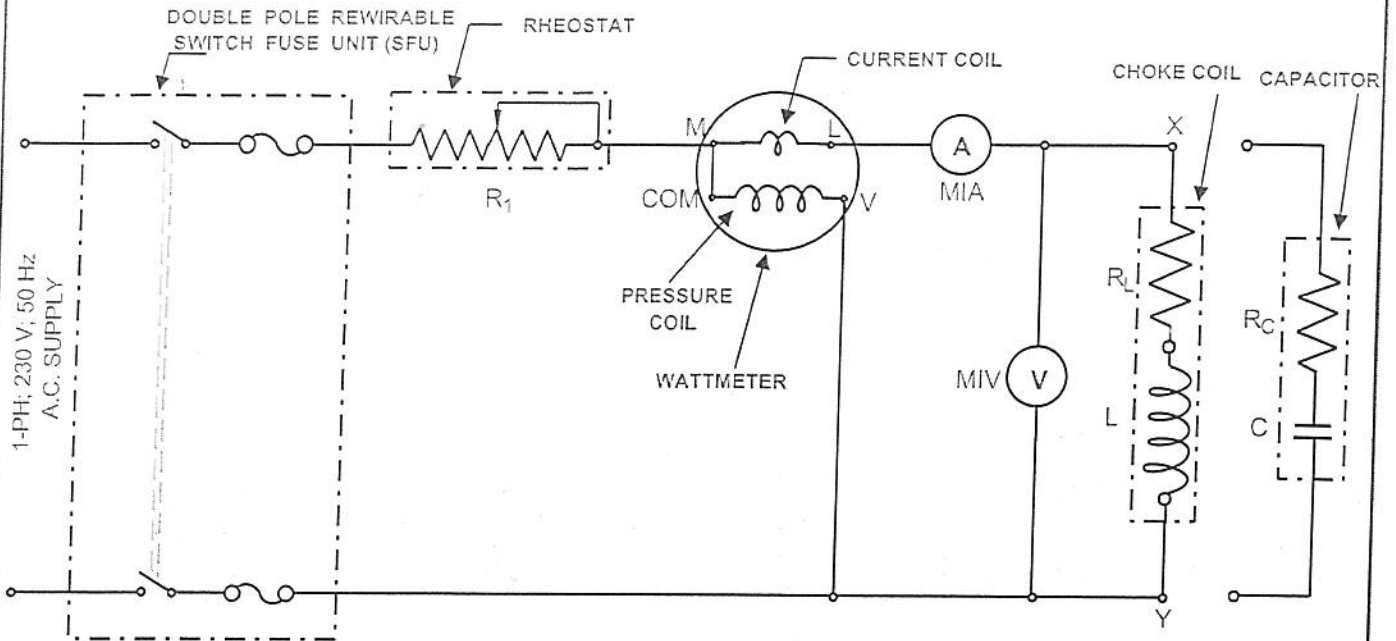 DOUBLE POLE REWIRABLE
SWITCH FUSE UNIT (SFU)
RHEOSTAT
CURRENT COIL
CHOKE COIL
CAPACITOR
M
L
A
MIA
X
R1
COM
V
PRESSURE
COIL
WATTMETER
MIV
V
RL
L
RC
C
Y
1-PH; 230 V; 50 Hz
A.C. SUPPLY